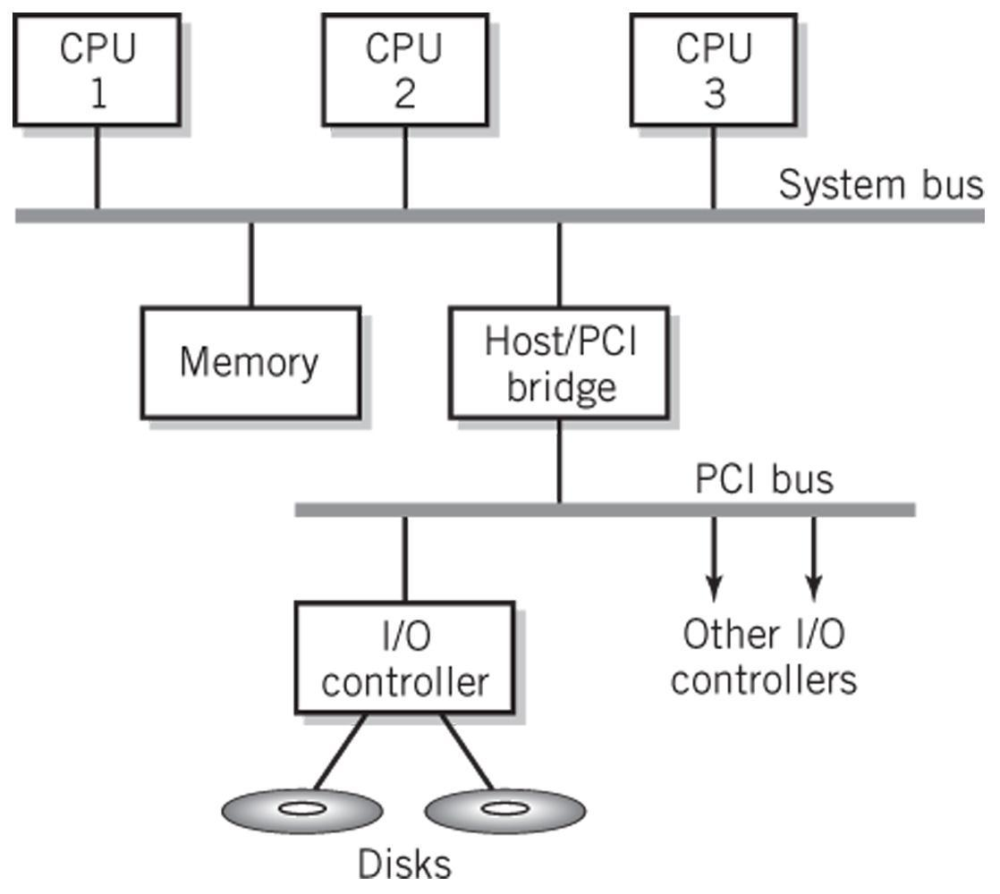 CPU
1
CPU
2
CPU
3
System bus
Memory
Host/PCI
bridge
PCI bus
I/O
controller
Other I/O
controllers
Disks